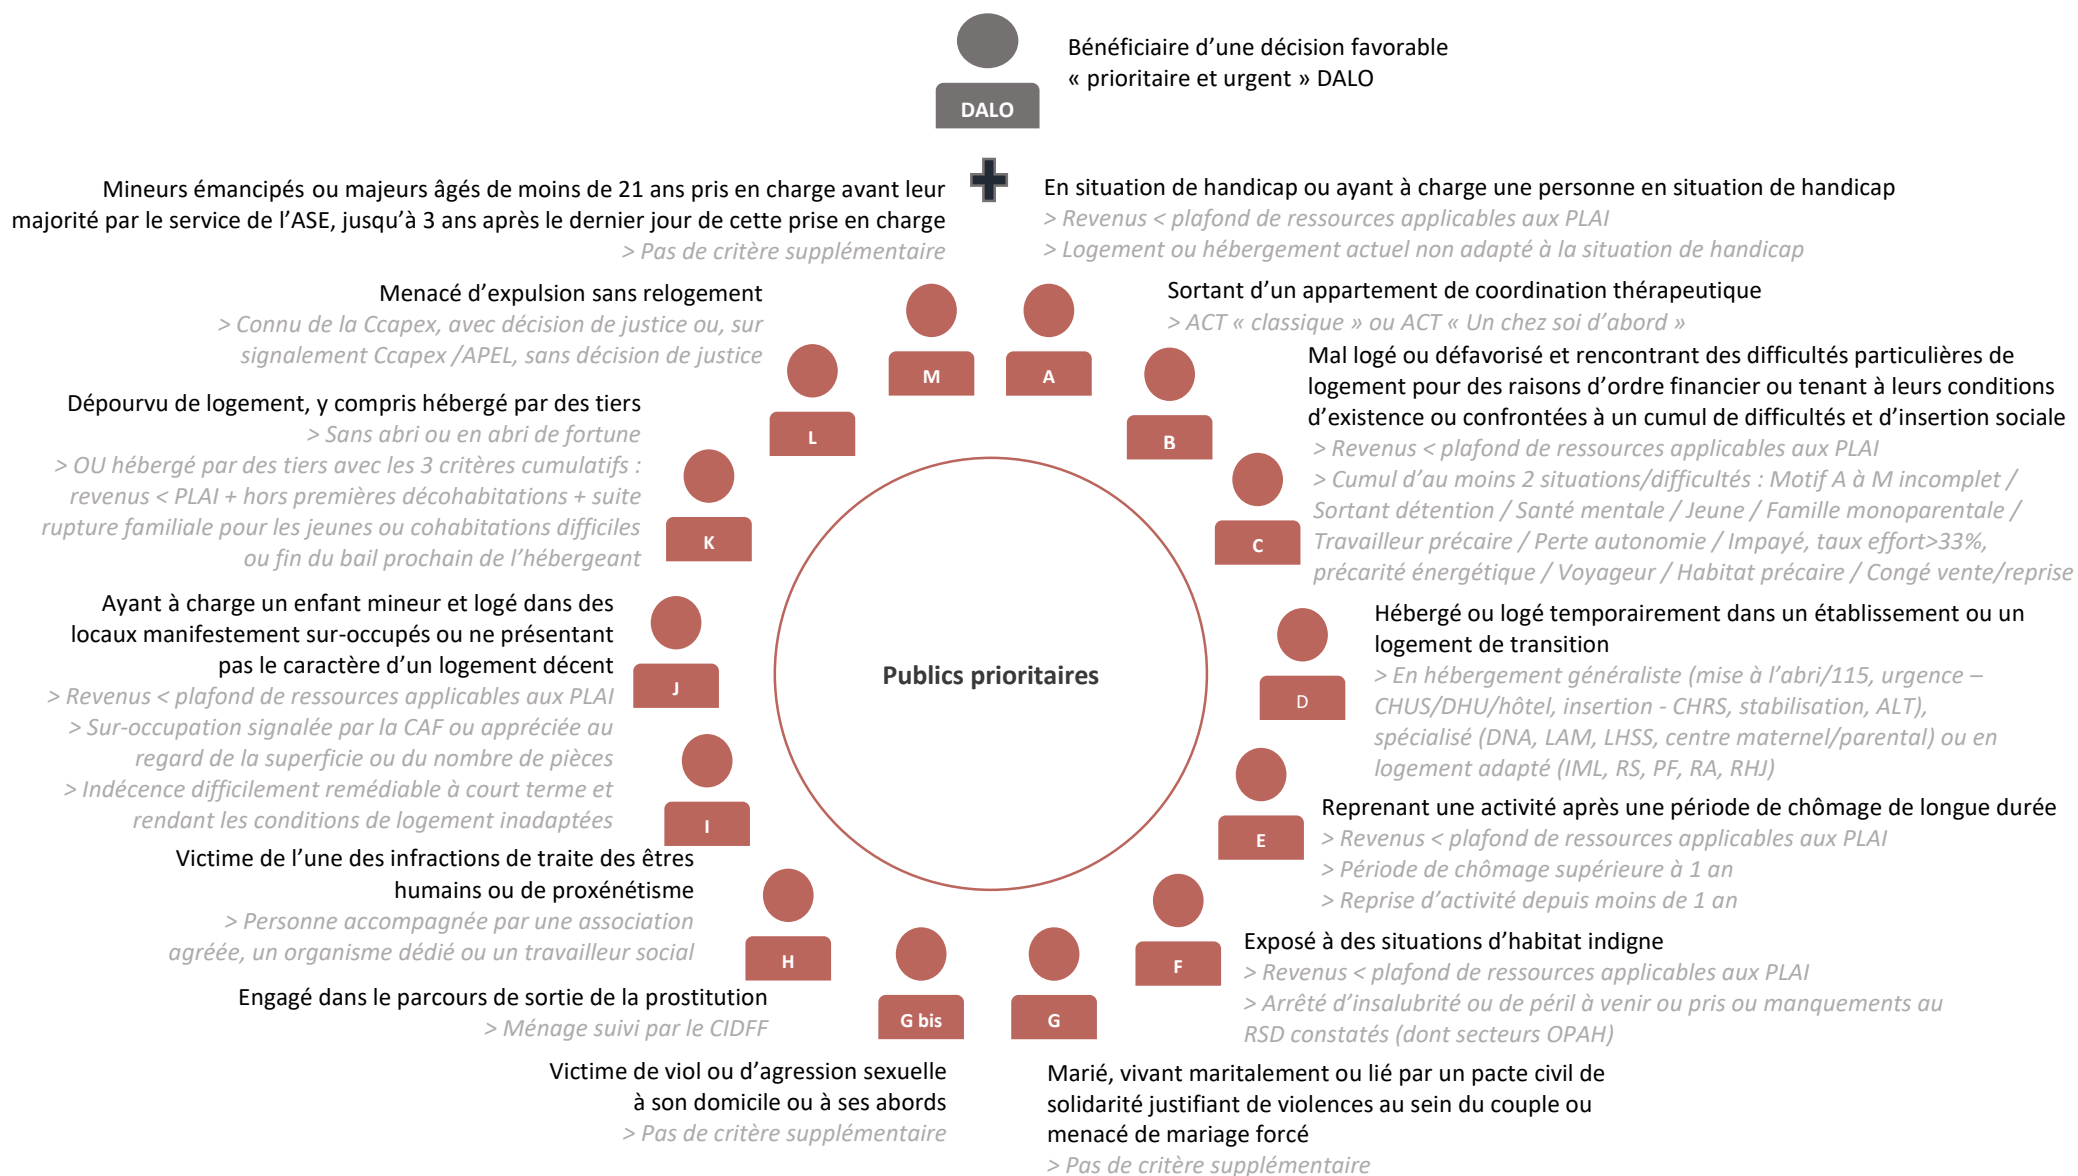 Bénéficiaire d’une décision favorable
« prioritaire et urgent » DALO
DALO
Mineurs émancipés ou majeurs âgés de moins de 21 ans pris en charge avant leur
majorité par le service de l’ASE, jusqu’à 3 ans après le dernier jour de cette prise en charge
> Pas de critère supplémentaire
M
En situation de handicap ou ayant à charge une personne en situation de handicap
> Revenus < plafond de ressources applicables aux PLAI
> Logement ou hébergement actuel non adapté à la situation de handicap
A
Sortant d’un appartement de coordination thérapeutique
> ACT « classique » ou ACT « Un chez soi d’abord »
B
Mal logé ou défavorisé et rencontrant des difficultés particulières de
logement pour des raisons d’ordre financier ou tenant à leurs conditions
d’existence ou confrontées à un cumul de difficultés et d’insertion sociale
> Revenus < plafond de ressources applicables aux PLAI
> Cumul d’au moins 2 situations/difficultés : Motif A à M incomplet /
Sortant détention / Santé mentale / Jeune / Famille monoparentale /
Travailleur précaire / Perte autonomie / Impayé, taux effort>33%,
précarité énergétique / Voyageur / Habitat précaire / Congé vente/reprise
C
Hébergé ou logé temporairement dans un établissement ou un
logement de transition
> En hébergement généraliste (mise à l’abri/115, urgence –
CHUS/DHU/hôtel, insertion - CHRS, stabilisation, ALT),
spécialisé (DNA, LAM, LHSS, centre maternel/parental) ou en
logement adapté (IML, RS, PF, RA, RHJ)
D
Reprenant une activité après une période de chômage de longue durée
> Revenus < plafond de ressources applicables aux PLAI
> Période de chômage supérieure à 1 an
> Reprise d’activité depuis moins de 1 an
E
Exposé à des situations d’habitat indigne
> Revenus < plafond de ressources applicables aux PLAI
> Arrêté d’insalubrité ou de péril à venir ou pris ou manquements au
RSD constatés (dont secteurs OPAH)
F
Marié, vivant maritalement ou lié par un pacte civil de
solidarité justifiant de violences au sein du couple ou
menacé de mariage forcé
> Pas de critère supplémentaire
G
Victime de viol ou d’agression sexuelle
à son domicile ou à ses abords
> Pas de critère supplémentaire
G bis
Engagé dans le parcours de sortie de la prostitution
> Ménage suivi par le CIDFF
H
Victime de l’une des infractions de traite des êtres
humains ou de proxénétisme
> Personne accompagnée par une association
agréée, un organisme dédié ou un travailleur social
I
Ayant à charge un enfant mineur et logé dans des
locaux manifestement sur-occupés ou ne présentant
pas le caractère d’un logement décent
> Revenus < plafond de ressources applicables aux PLAI
> Sur-occupation signalée par la CAF ou appréciée au
regard de la superficie ou du nombre de pièces
> Indécence difficilement remédiable à court terme et
rendant les conditions de logement inadaptées
J
Dépourvu de logement, y compris hébergé par des tiers
> Sans abri ou en abri de fortune
> OU hébergé par des tiers avec les 3 critères cumulatifs :
revenus < PLAI + hors premières décohabitations + suite
rupture familiale pour les jeunes ou cohabitations difficiles
ou fin du bail prochain de l’hébergeant
K
Menacé d’expulsion sans relogement
> Connu de la Ccapex, avec décision de justice ou, sur
signalement Ccapex /APEL, sans décision de justice
L
Publics prioritaires